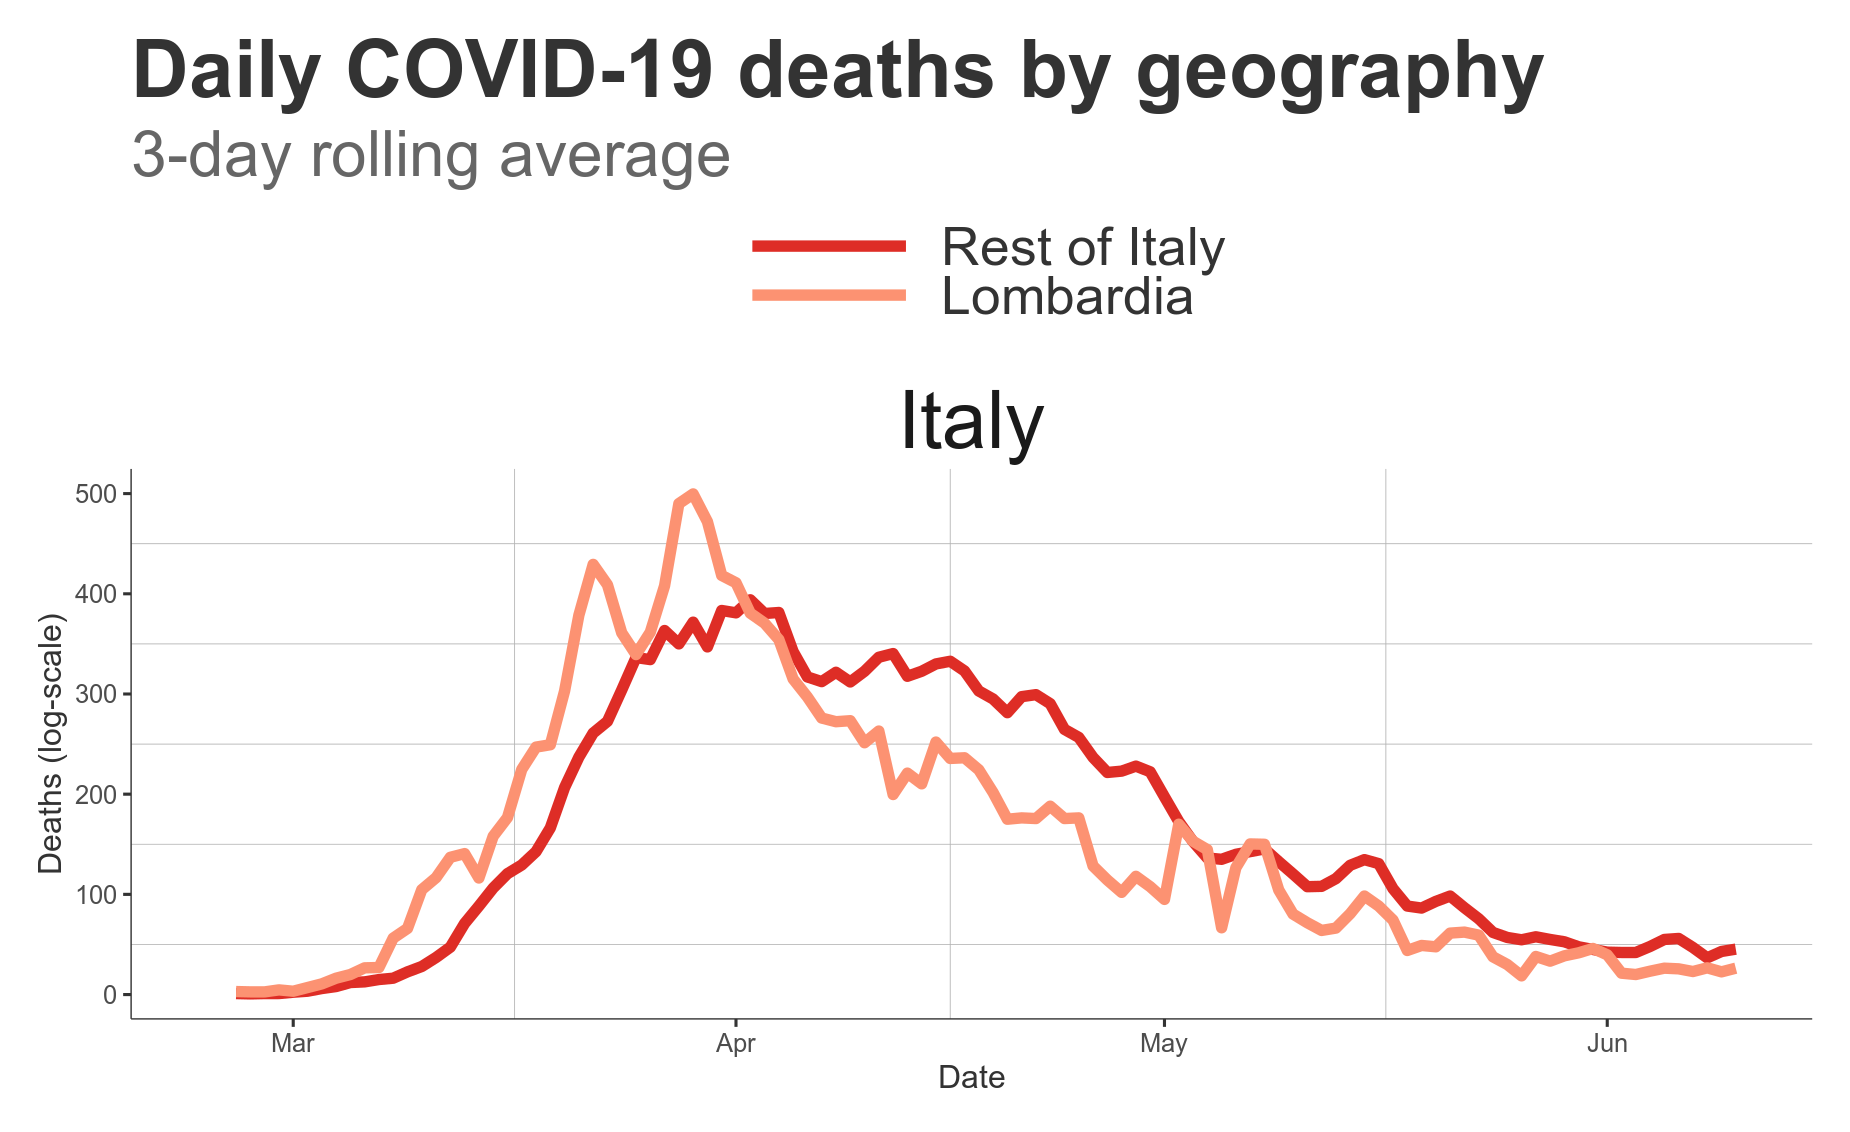 Daily COVID-19 deaths by geography
3-day rolling average
Rest of Italy
Lombardia
Italy
Deaths (log-scale)
500
400
300
200
100
0
Mar Apr May Jun
Date